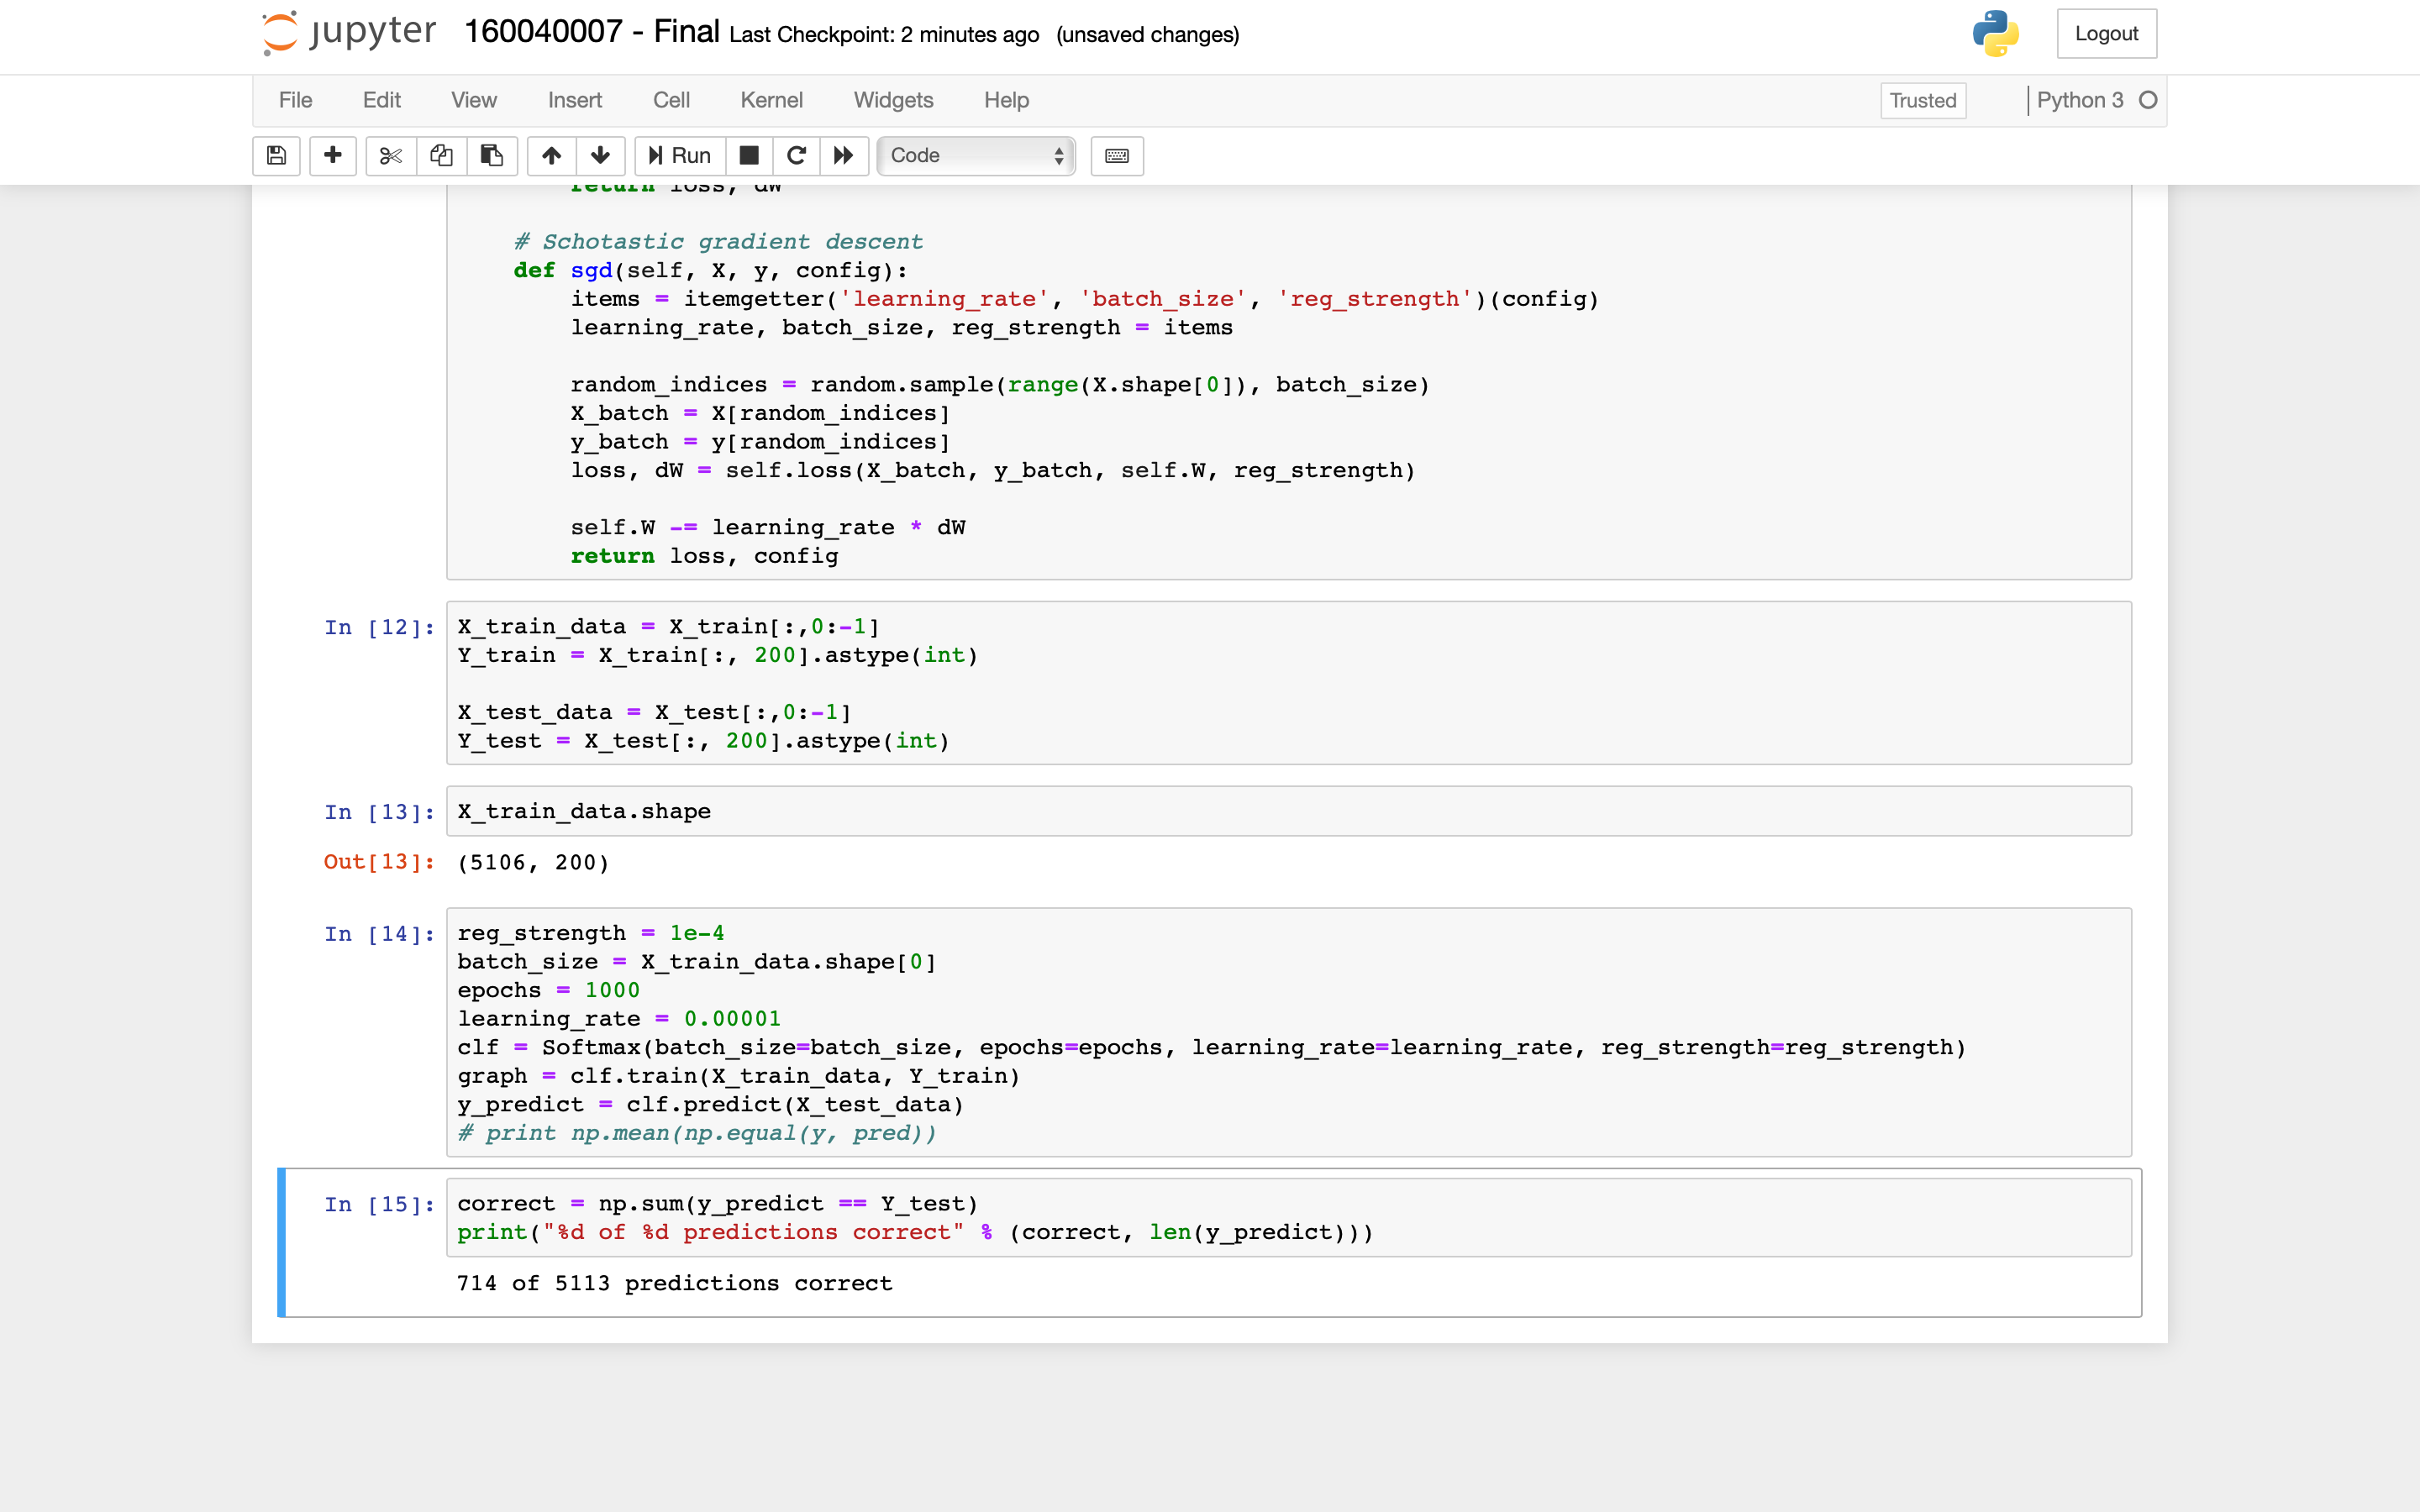 jupyter 160040007 - Final Last Checkpoint: 2 minutes ago (unsaved changes)
Logout
File Edit View Insert Cell Kernel Widgets Help Trusted Python 3
Run Code
return loss, dW
# Schotastic gradient descent
def sgd(self, X, y, config):
items = itemgetter('learning_rate', 'batch_size', 'reg_strength')(config)
learning_rate, batch_size, reg_strength = items
random_indices = random.sample(range(X.shape[0]), batch_size)
X_batch = X[random_indices]
y_batch = y[random_indices]
loss, dW = self.loss(X_batch, y_batch, self.W, reg_strength)
self.W -= learning_rate * dW
return loss, config
In [12]: X_train_data = X_train[:,0:-1]
Y_train = X_train[:, 200].astype(int)
X_test_data = X_test[:,0:-1]
Y_test = X_test[:, 200].astype(int)
In [13]: X_train_data.shape
Out[13]: (5106, 200)
In [14]: reg_strength = 1e-4
batch_size = X_train_data.shape[0]
epochs = 1000
learning_rate = 0.00001
clf = Softmax(batch_size=batch_size, epochs=epochs, learning_rate=learning_rate, reg_strength=reg_strength)
graph = clf.train(X_train_data, Y_train)
y_predict = clf.predict(X_test_data)
# print np.mean(np.equal(y, pred))
In [15]: correct = np.sum(y_predict == Y_test)
print("%d of %d predictions correct" % (correct, len(y_predict)))
714 of 5113 predictions correct